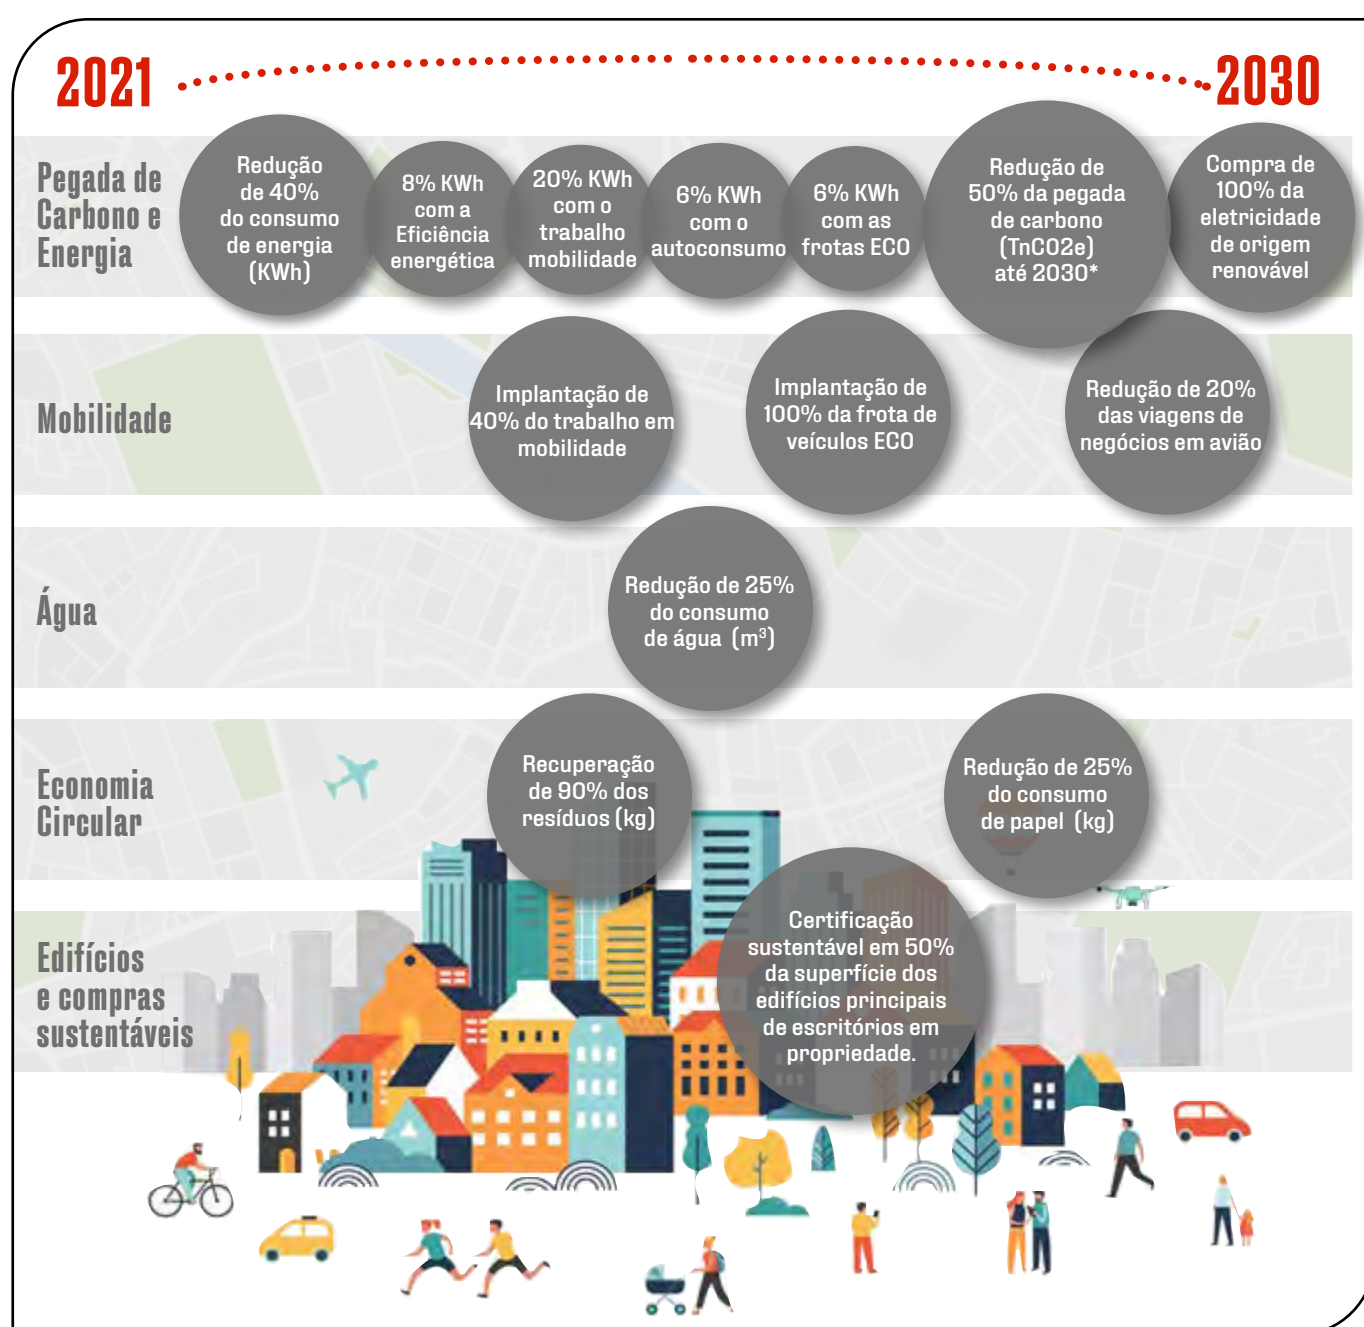 2021
2030
Pegada de
Carbono e
Energia
Redução
de 40%
do consumo
de energia
(KWh)
8% KWh
com a
Eficiência
energética
20% KWh
com o
trabalho
mobilidade
6% KWh
com o
autoconsumo
6% KWh
com as
frotas ECO
Redução de
50% da pegada
de carbono
(TnCO2e)
até 2030*
Compra de
100% da
eletricidade
de origem
renovável
Mobilidade
Implantação de
40% do trabalho em
mobilidade
Implantação de
100% da frota de
veículos ECO
Redução de 20%
das viagens de
negócios em avião
Água
Redução de 25%
do consumo
de água (m³)
Economia
Circular
Recuperação
de 90% dos
resíduos (kg)
Redução de 25%
do consumo
de papel (kg)
Edifícios
e compras
sustentáveis
Certificação
sustentável em 50%
da superfície dos
edifícios principais
de escritórios em
propriedade.